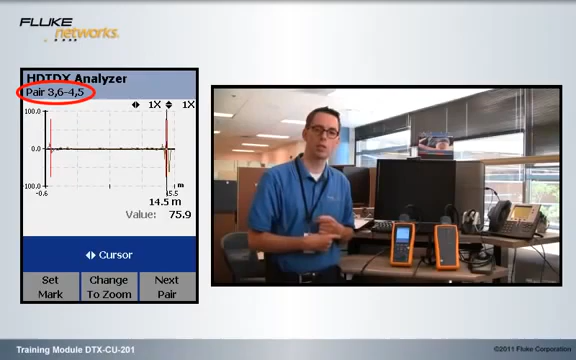 FLUKE
networks.
HDTDX Analyzer
Pair 3,6-4,5
1X 1X
100.0
0.0
100.0
-0.6
15.5
m
14.5 m
Value: 75.9
Cursor
Set
Mark
Change
To Zoom
Next
Pair
Training Module DTX-CU-201
©2011 Fluke Corporation